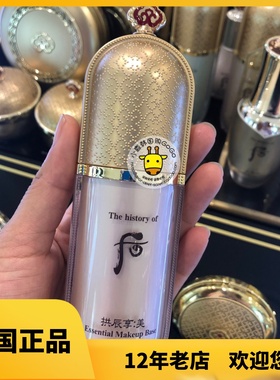 The history of
后
拱辰享:美
Essential Makeup Base
国正品
12年老店 欢迎您